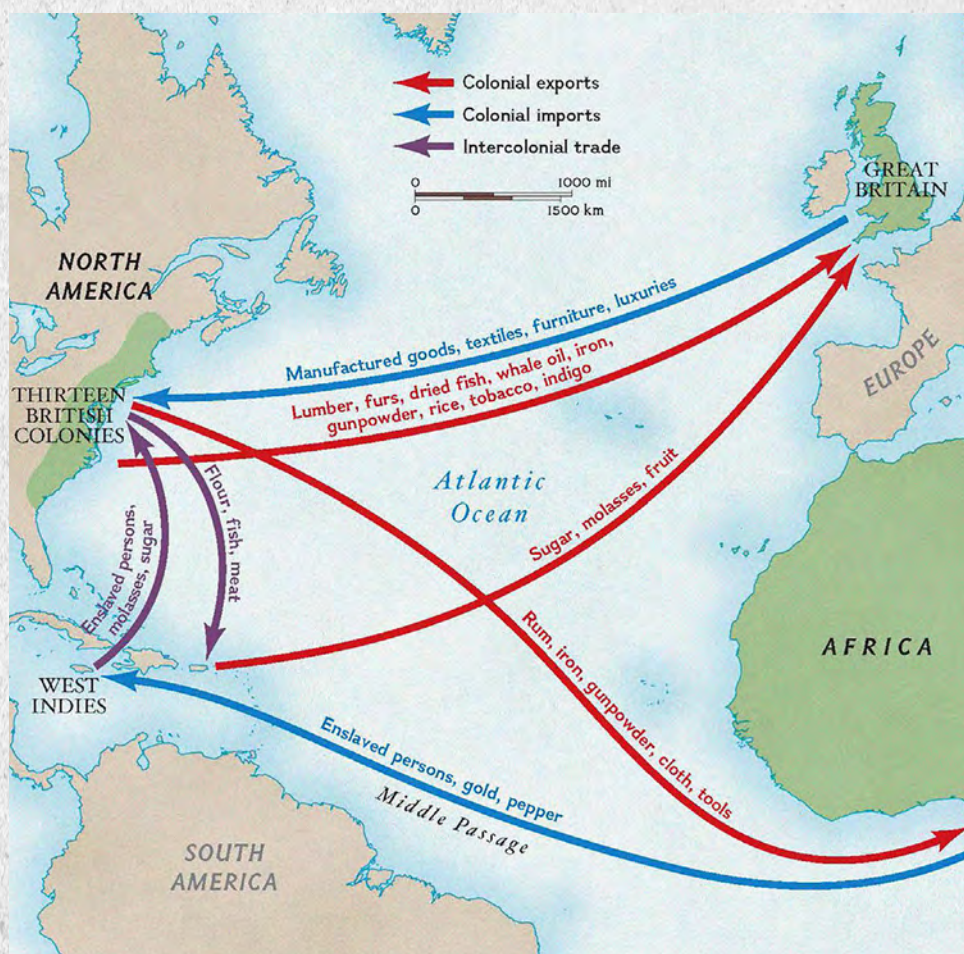 Colonial exports
Colonial imports
Intercolonial trade
0 1000 mi
0 1500 km
GREAT
BRITAIN
NORTH
AMERICA
Manufactured goods, textiles, furniture, luxuries
Lumber, furs, dried fish, whale oil, iron,
gunpowder, rice, tobacco, indigo
EUROPE
THIRTEEN
BRITISH
COLONIES
Atlantic
Ocean
Flour, fish, meat
Enslaved persons,
molasses, sugar
Sugar, molasses, fruit
Rum, iron, gunpowder, cloth, tools
AFRICA
WEST
INDIES
Enslaved persons, gold, pepper
Middle Passage
SOUTH
AMERICA